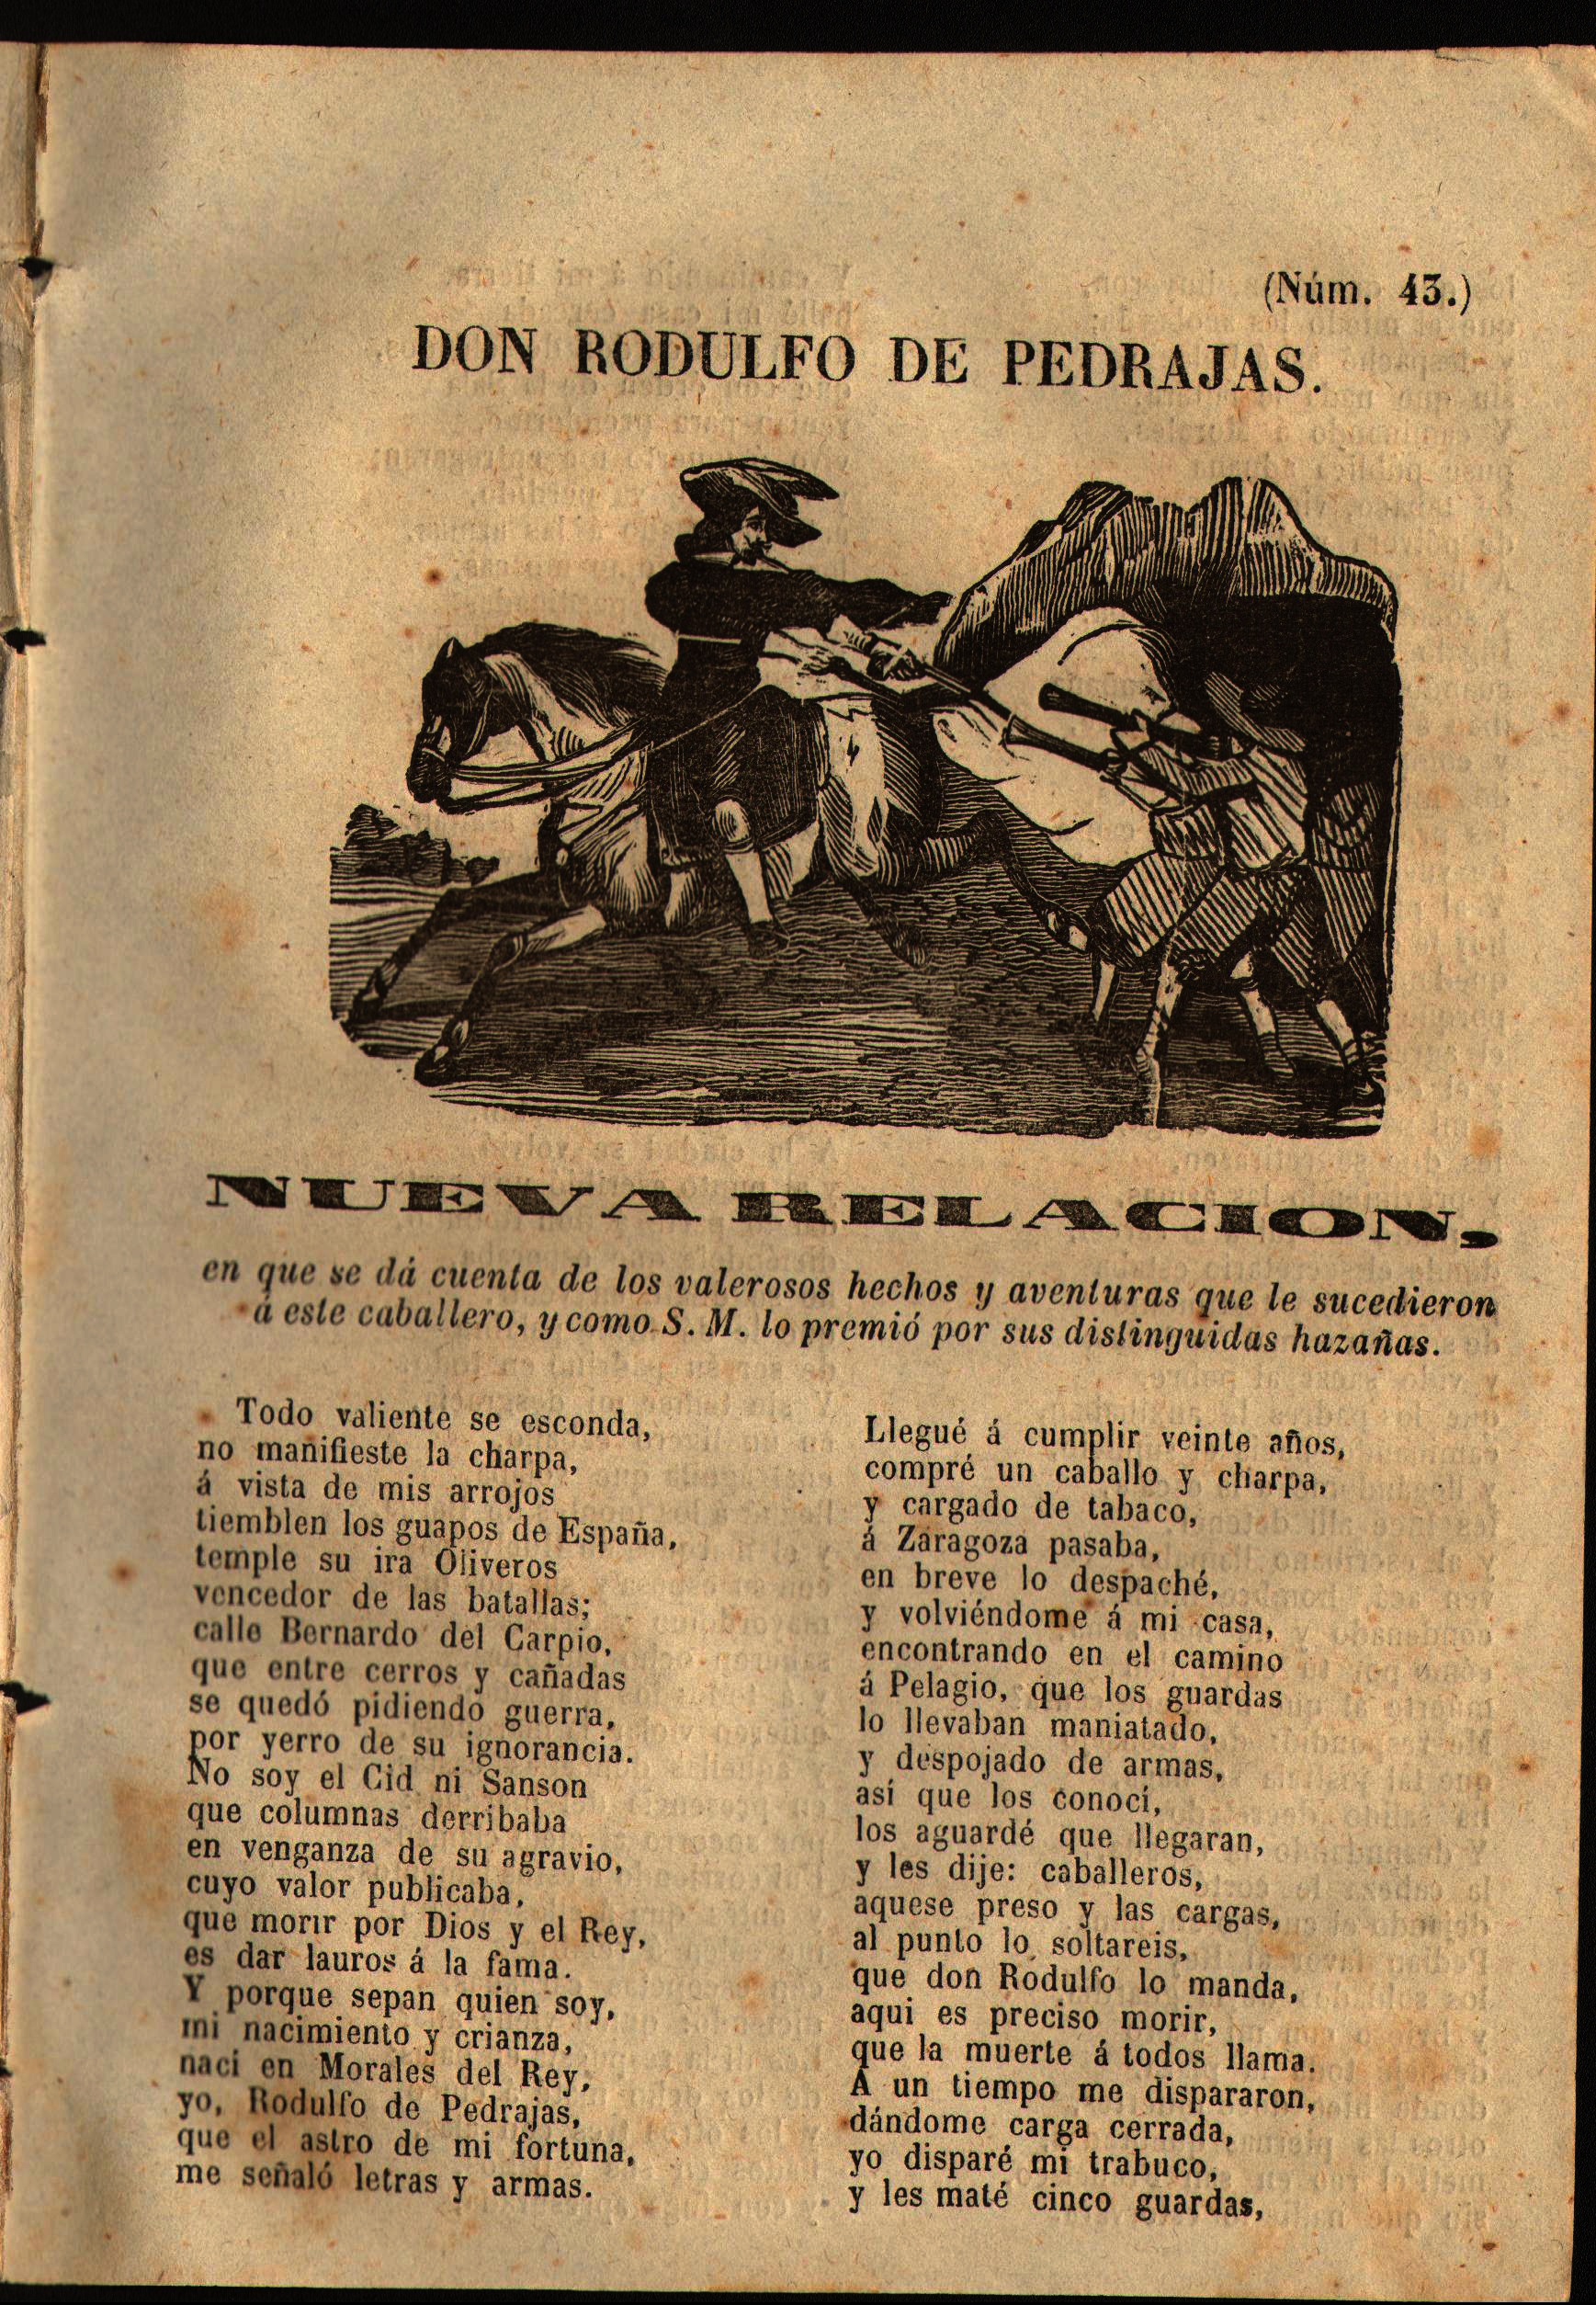 (Núm. 43.)
DON RODULFO DE PEDRAJAS.
NUEVA RELACION,
en que se dá cuenta de los valerosos hechos y aventuras que le sucedieron
á este caballero, y como S. M. lo premió por sus distinguidas hazañas.
Todo valiente se esconda,
no manifieste la charpa,
á vista de mis arrojos
tiemblen los guapos de España,
temple su ira Oliveros
vencedor de las batallas;
calle Bernardo del Carpio,
que entre cerros y cañadas
se quedó pidiendo guerra,
por yerro de su ignorancia.
No soy el Cid ni Sanson
que columnas derribaba
en venganza de su agravio,
cuyo valor publicaba,
que morir por Dios y el Rey,
es dar lauros á la fama.
Y porque sepan quien soy,
mi nacimiento y crianza,
naci en Morales del Rey,
yo, Rodulfo de Pedrajas,
que el astro de mi fortuna,
me señaló letras y armas.
Llegué á cumplir veinte años,
compré un caballo y charpa,
y cargado de tabaco,
á Zaragoza pasaba,
en breve lo despaché,
y volviéndome á mi casa,
encontrando en el camino
á Pelagio, que los guardas
lo llevaban maniatado,
y despojado de armas,
así que los conocí,
los aguardé que llegaran,
y les dije: caballeros,
aquese preso y las cargas,
al punto lo soltareis,
que don Rodulfo lo manda,
aqui es preciso morir,
que la muerte á todos llama.
A un tiempo me dispararon,
dándome carga cerrada,
yo disparé mi trabuco,
y les maté cinco guardas,